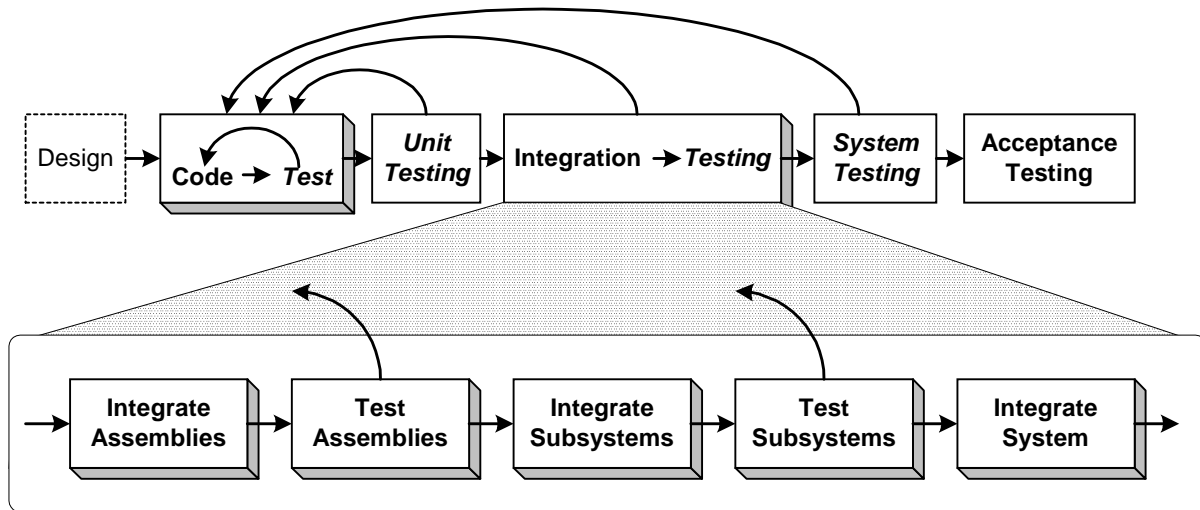 Design
Code
Test
Unit
Testing
Integration
Testing
System
Testing
Acceptance
Testing
Integrate
Assemblies
Test
Assemblies
Integrate
Subsystems
Test
Subsystems
Integrate
System